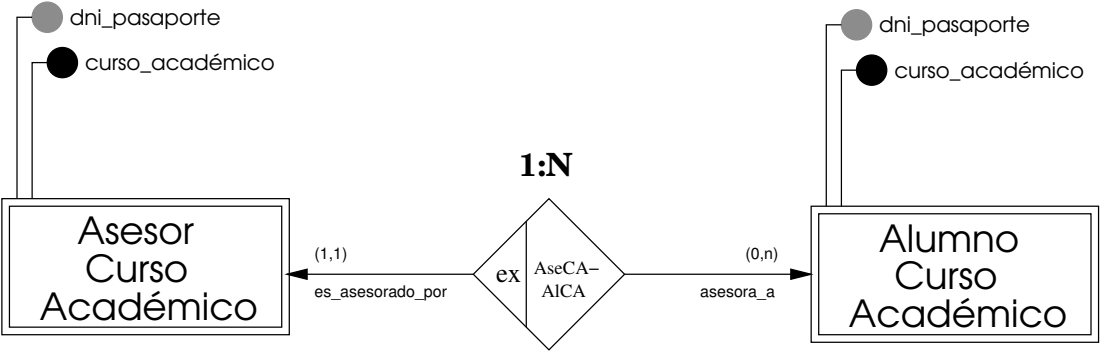 dni_pasaporte
curso_académico
dni_pasaporte
curso_académico
1:N
Asesor
Curso
Académico
(1,1)
es_asesorado_por
ex
AseCA–
AlCA
(0,n)
asesora_a
Alumno
Curso
Académico